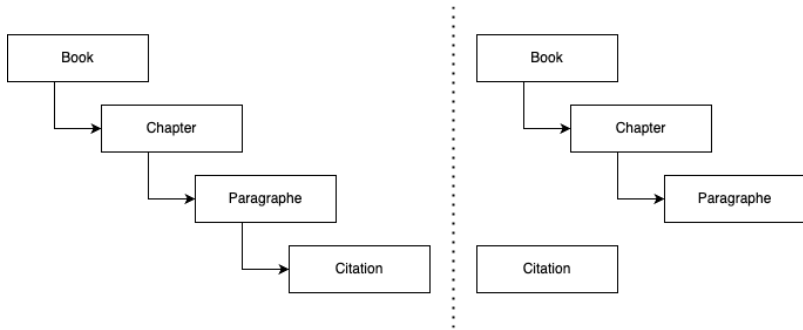 Book
Chapter
Paragraphe
Citation
Book
Chapter
Paragraphe
Citation